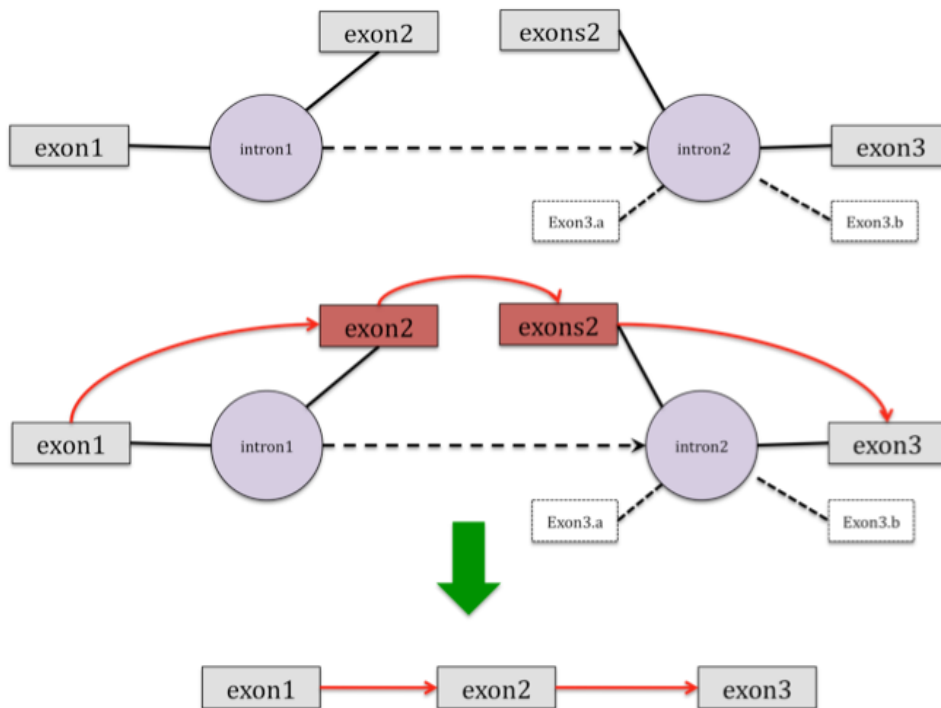 exon2
exons2
exon1
intron1
intron2
exon3
Exon3.a
Exon3.b
exon2
exons2
exon1
intron1
intron2
exon3
Exon3.a
Exon3.b
exon1
exon2
exon3